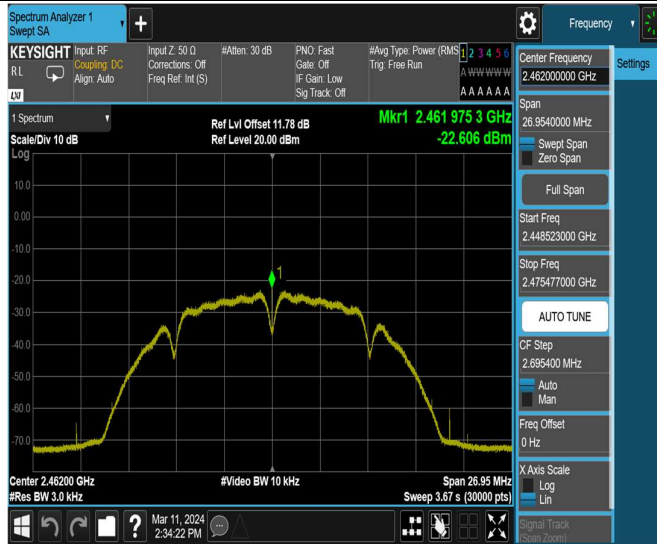 Spectrum Analyzer 1
Swept SA
Frequency
KEYSIGHT
Input: RF
Coupling: DC
Align: Auto
Input Z: 50 Ω
Corrections: Off
Freq Ref: Int (S)
#Atten: 30 dB
PNO: Fast
Gate: Off
IF Gain: Low
Sig Track: Off
#Avg Type: Power (RMS
Trig: Free Run
1 2 3 4 5 6
A W W W W W
A A A A A A
R L
LXI
1 Spectrum
Scale/Div 10 dB
Log
Ref Lvl Offset 11.78 dB
Ref Level 20.00 dBm
Mkr1 2.461 975 3 GHz
-22.606 dBm
10.0
0.00
-10.0
-20.0
-30.0
-40.0
-50.0
-60.0
-70.0
1
Center 2.46200 GHz
#Res BW 3.0 kHz
#Video BW 10 kHz
Span 26.95 MHz
Sweep 3.67 s (30000 pts)
Mar 11, 2024
2:34:22 PM
Settings
Center Frequency
2.462000000 GHz
Span
26.9540000 MHz
Swept Span
Zero Span
Full Span
Start Freq
2.448523000 GHz
Stop Freq
2.475477000 GHz
AUTO TUNE
CF Step
2.695400 MHz
Auto
Man
Freq Offset
0 Hz
X Axis Scale
Log
Lin
Signal Track
(Span Zoom)